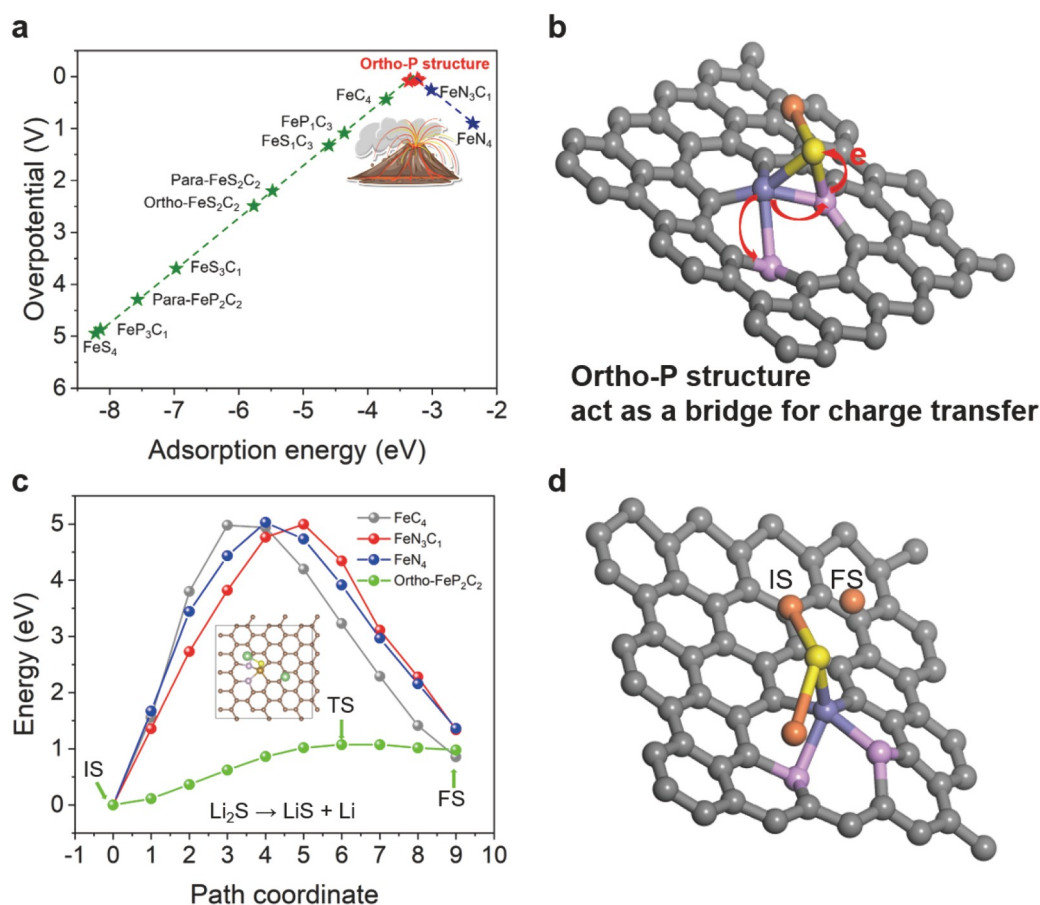 a
Overpotential (V)
0
1
2
3
4
5
6
Ortho-P structure
FeC₄
FeN₃C₁
FeP₁C₃
FeN₄
FeS₁C₃
Para-FeS₂C₂
Ortho-FeS₂C₂
FeS₃C₁
Para-FeP₂C₂
FeP₃C₁
FeS₄
-8 -7 -6 -5 -4 -3 -2
Adsorption energy (eV)
b
e
Ortho-P structure
act as a bridge for charge transfer
c
Energy (eV)
5
4
3
2
1
0
FeC₄
FeN₃C₁
FeN₄
Ortho-FeP₂C₂
TS
IS
FS
Li₂S → LiS + Li
-1 0 1 2 3 4 5 6 7 8 9 10
Path coordinate
d
IS FS